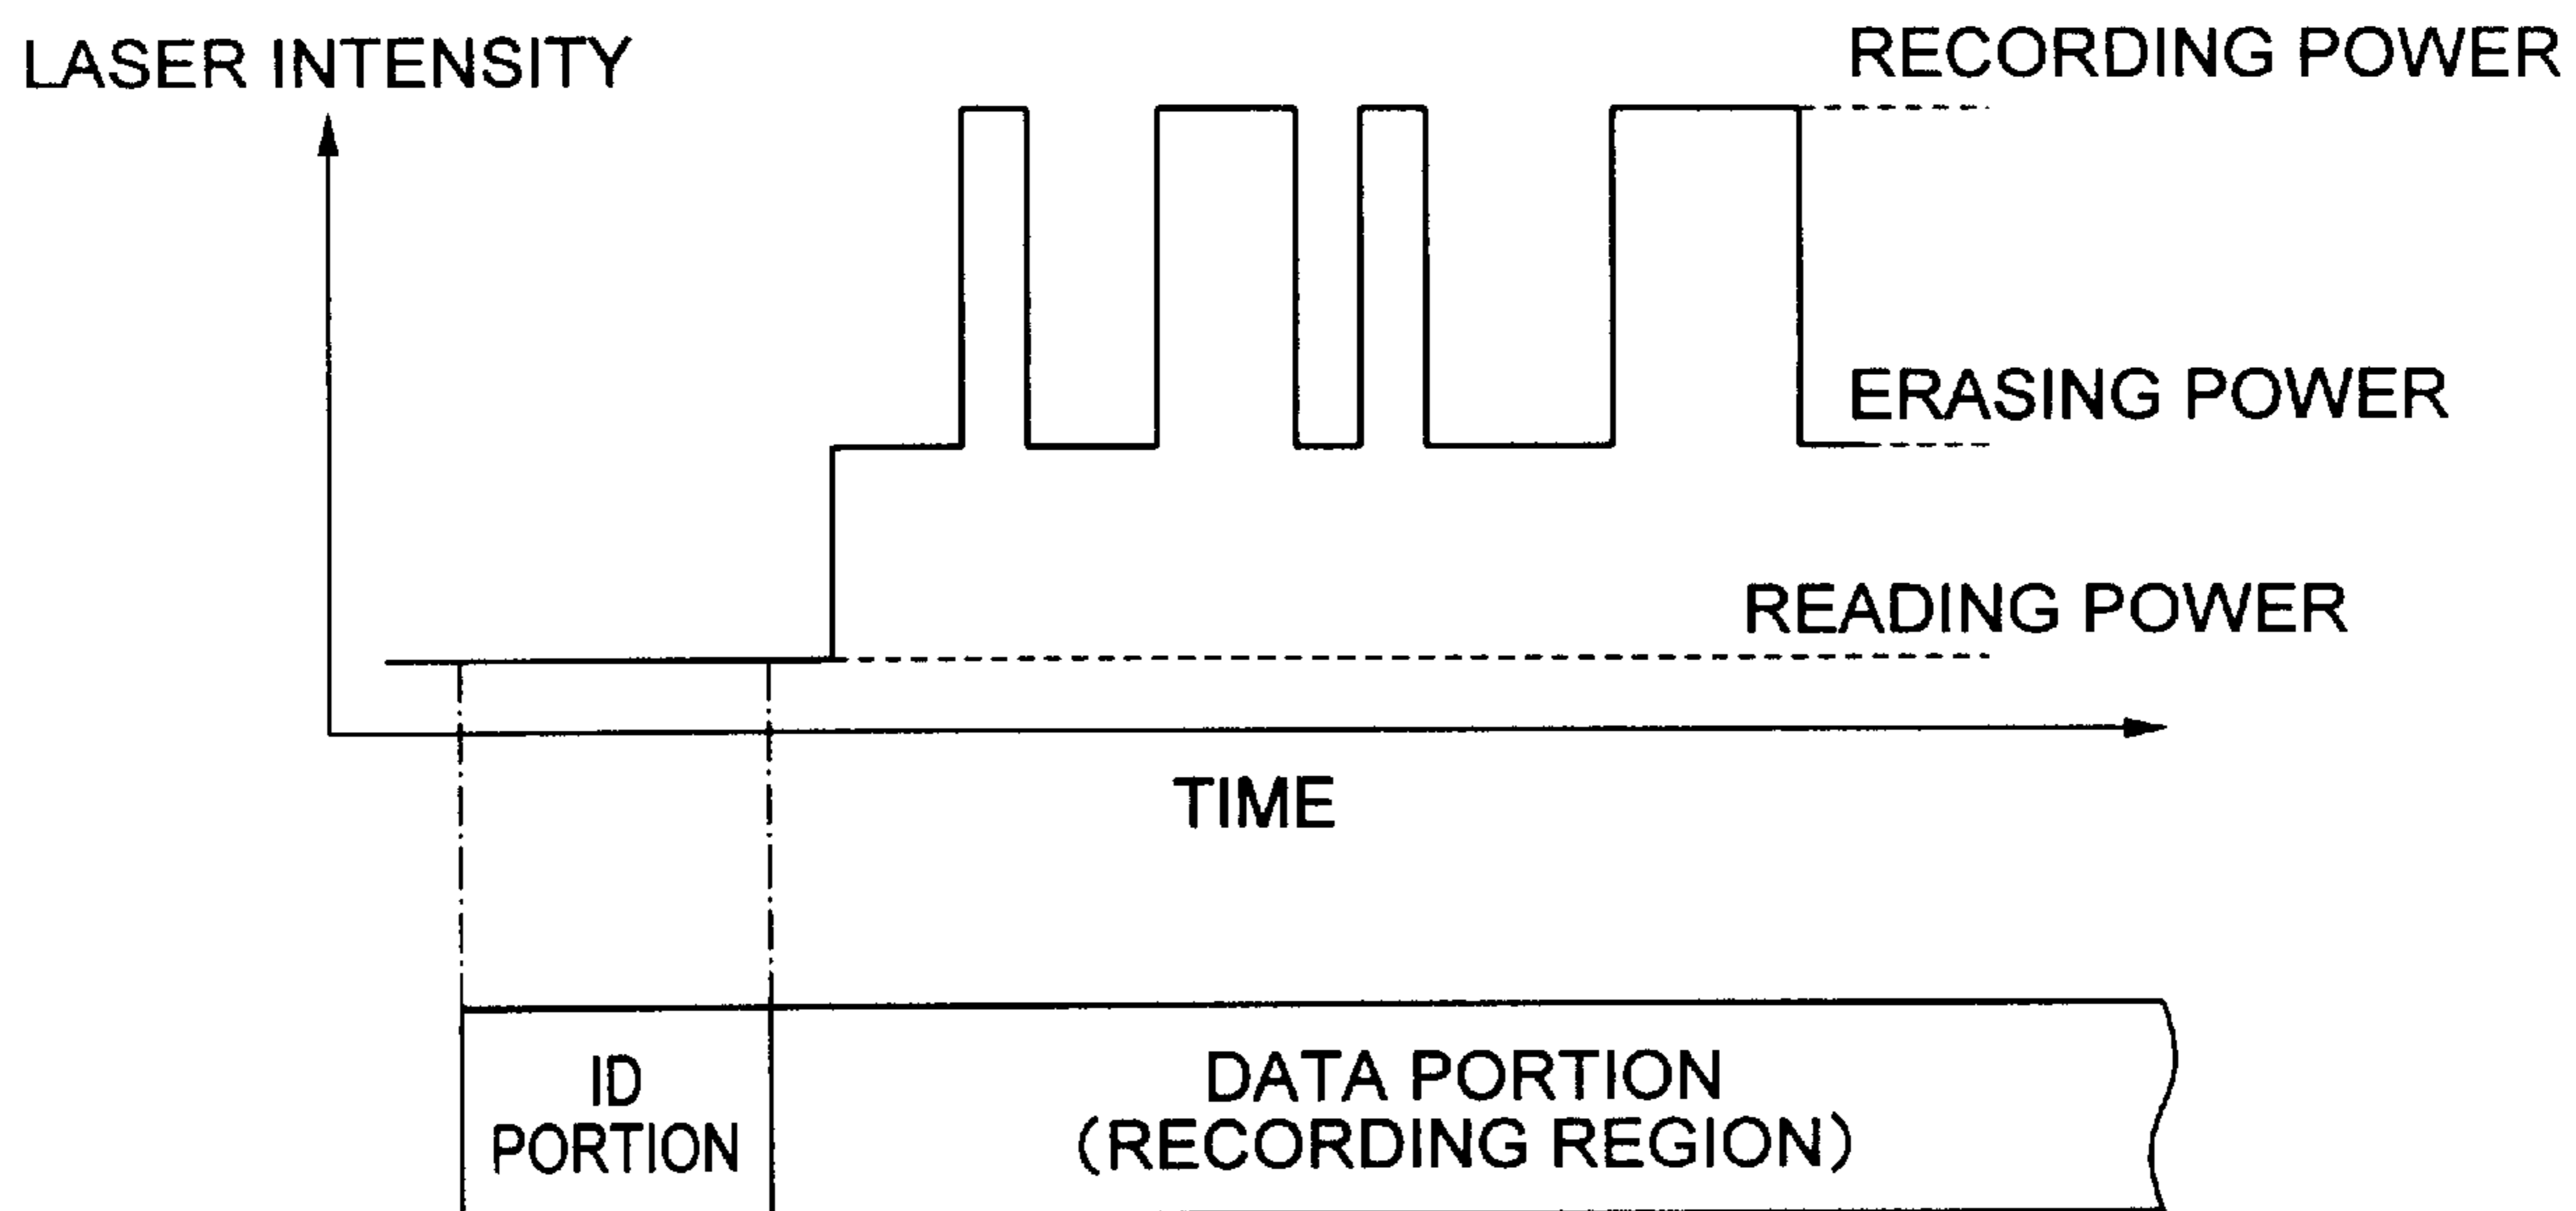 LASER INTENSITY
RECORDING POWER
ERASING POWER
READING POWER
TIME
ID
PORTION
DATA PORTION
(RECORDING REGION)